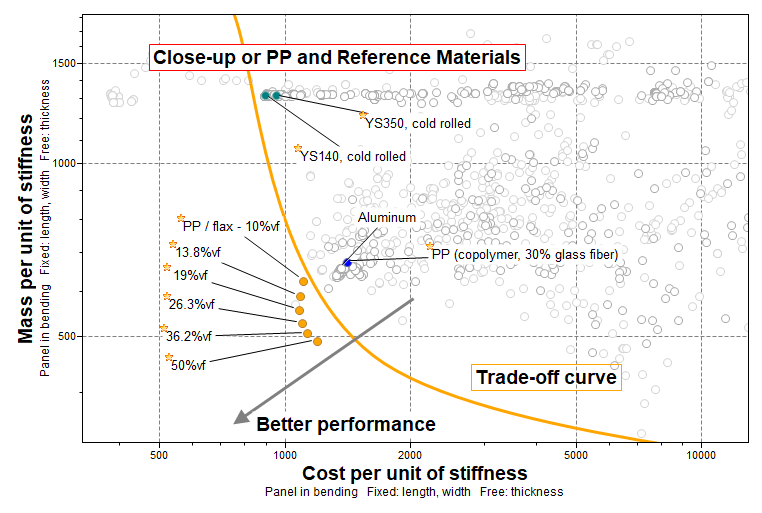 Close-up or PP and Reference Materials
1500
YS350, cold rolled
YS140, cold rolled
1000
Aluminum
PP / flax - 10%vf
13.8%vf
PP (copolymer, 30% glass fiber)
19%vf
26.3%vf
36.2%vf
500
50%vf
Trade-off curve
Better performance
Mass per unit of stiffness
Panel in bending Fixed: length, width Free: thickness
500
1000
2000
5000
10000
Cost per unit of stiffness
Panel in bending Fixed: length, width Free: thickness